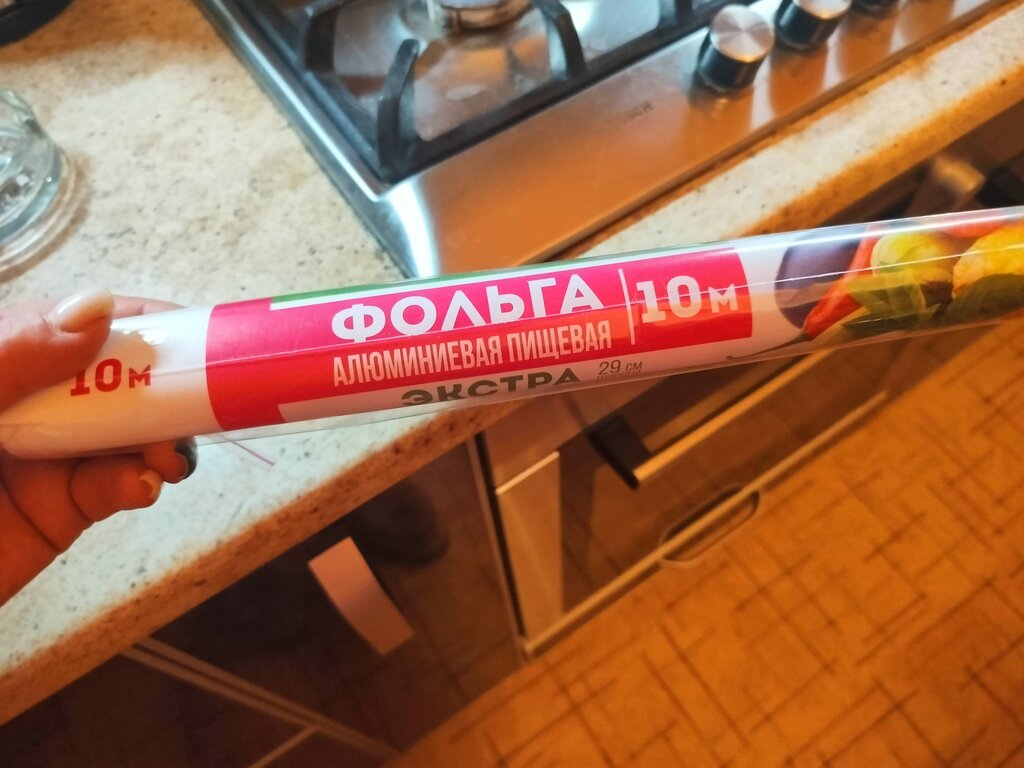 ФОЛЬГА
10м
АЛЮМИНИЕВАЯ ПИЩЕВАЯ
ЭКСТРА
29 см
10м